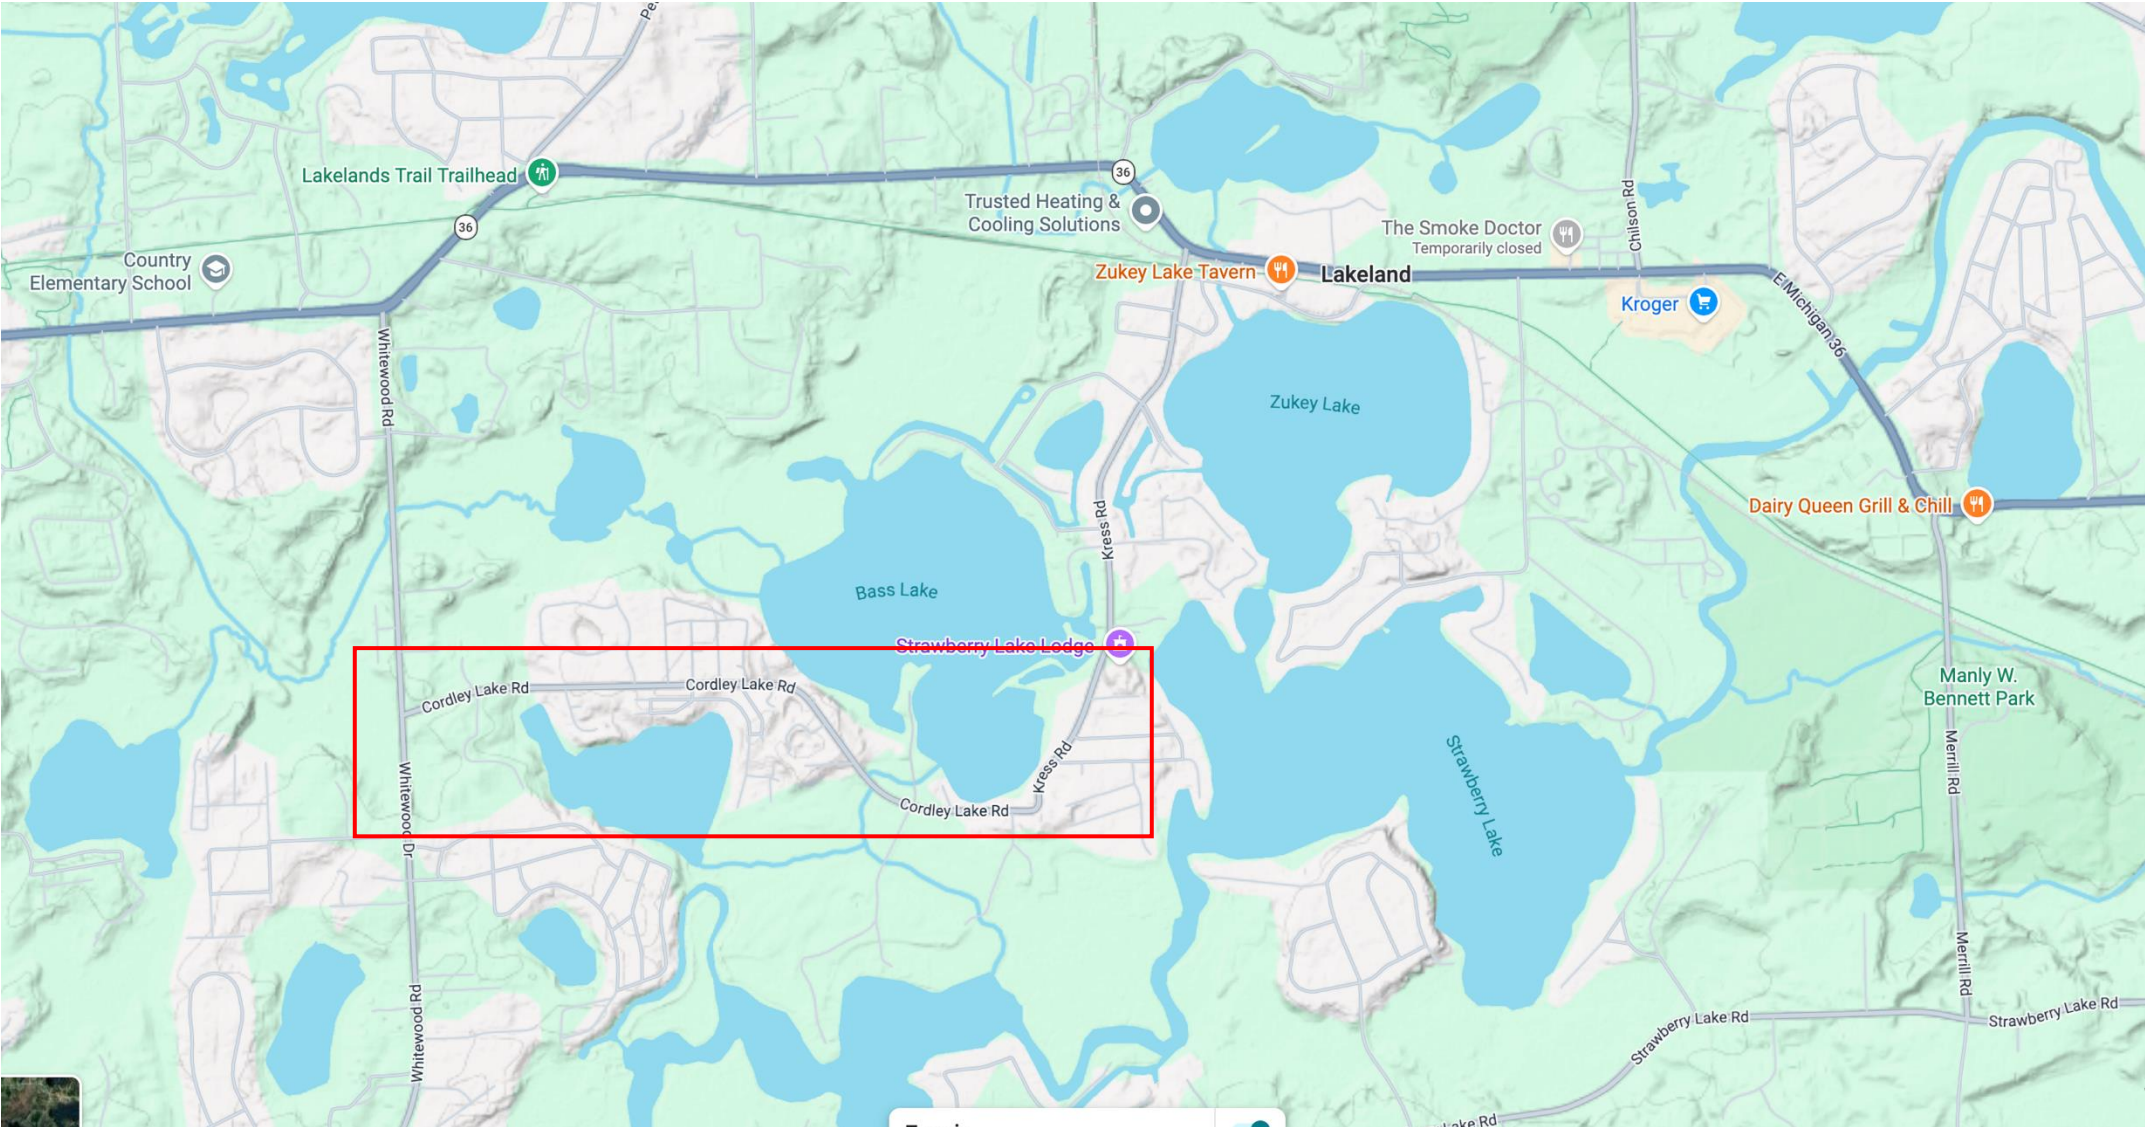 Lakelands Trail Trailhead
36
Trusted Heating &
Cooling Solutions
36
The Smoke Doctor
Temporarily closed
Chilson Rd
Country
Elementary School
Zukey Lake Tavern
Lakeland
Kroger
E Michigan 36
Whitewood Rd
Zukey Lake
Kress Rd
Dairy Queen Grill & Chill
Bass Lake
Strawberry Lake Lodge
Cordley Lake Rd
Cordley Lake Rd
Manly W.
Bennett Park
Kress Rd
Strawberry Lake
Merrill Rd
Whitewood Dr
Cordley Lake Rd
Merrill Rd
Whitewood Rd
Strawberry Lake Rd
Strawberry Lake Rd
Lake Rd